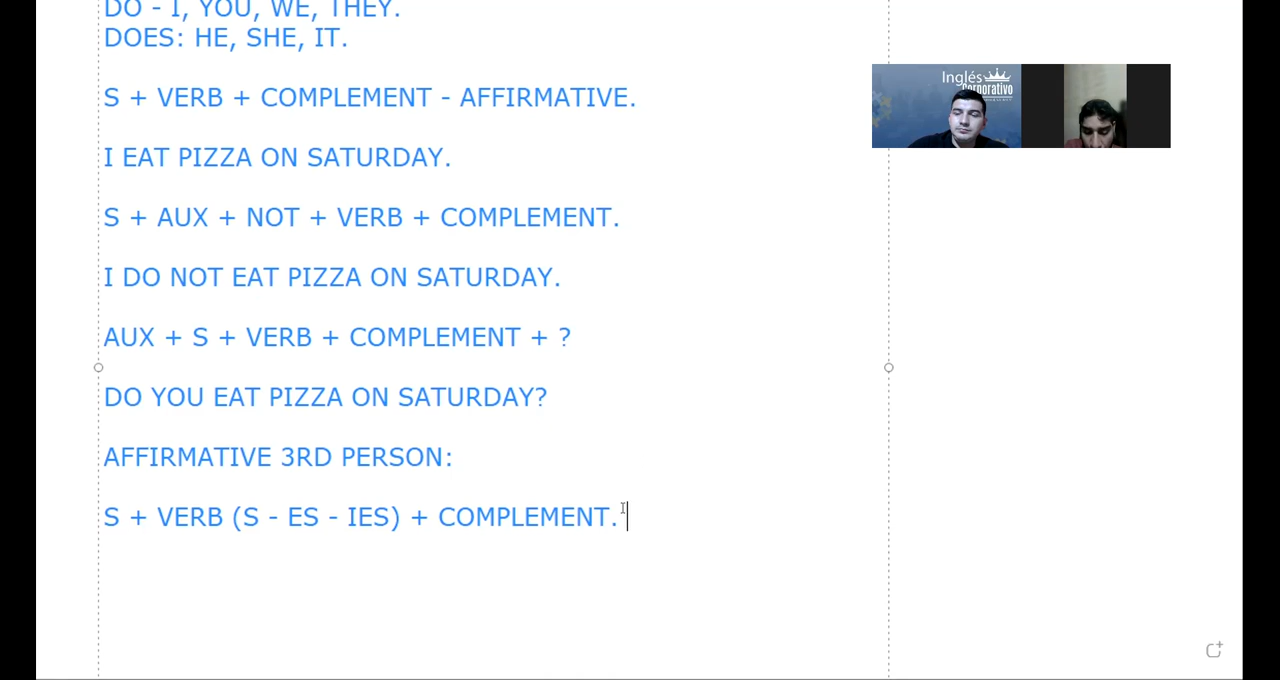 DO - I, YOU, WE, THEY.
DOES: HE, SHE, IT.
S + VERB + COMPLEMENT - AFFIRMATIVE.
Inglés
Corporativo
I EAT PIZZA ON SATURDAY.
S + AUX + NOT + VERB + COMPLEMENT.
I DO NOT EAT PIZZA ON SATURDAY.
AUX + S + VERB + COMPLEMENT + ?
DO YOU EAT PIZZA ON SATURDAY?
AFFIRMATIVE 3RD PERSON:
S + VERB (S - ES - IES) + COMPLEMENT.